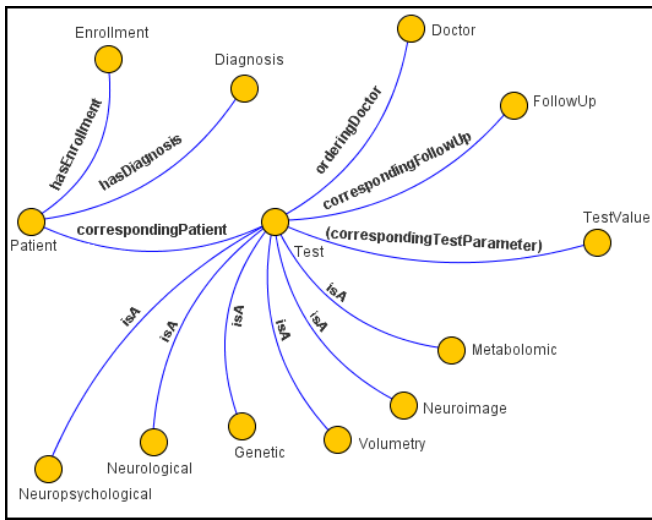 Enrollment
Doctor
Diagnosis
FollowUp
hasEnrollment
hasDiagnosis
orderingDoctor
correspondingFollowUp
TestValue
correspondingPatient
(correspondingTestParameter)
Patient
Test
isA
isA
isA
isA
isA
isA
Metabolomic
Neuroimage
Volumetry
Genetic
Neurological
Neuropsychological